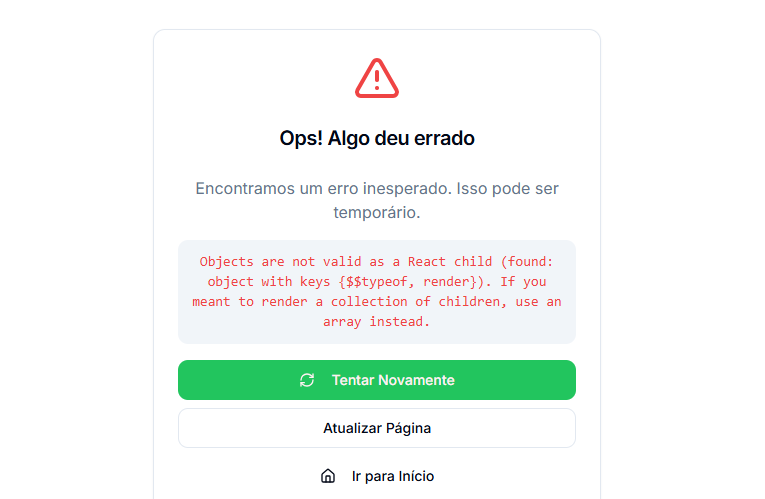 Ops! Algo deu errado
Encontramos um erro inesperado. Isso pode ser
temporário.
Objects are not valid as a React child (found:
object with keys {$$typeof, render}). If you
meant to render a collection of children, use an
array instead.
Tentar Novamente
Atualizar Página
Ir para Início